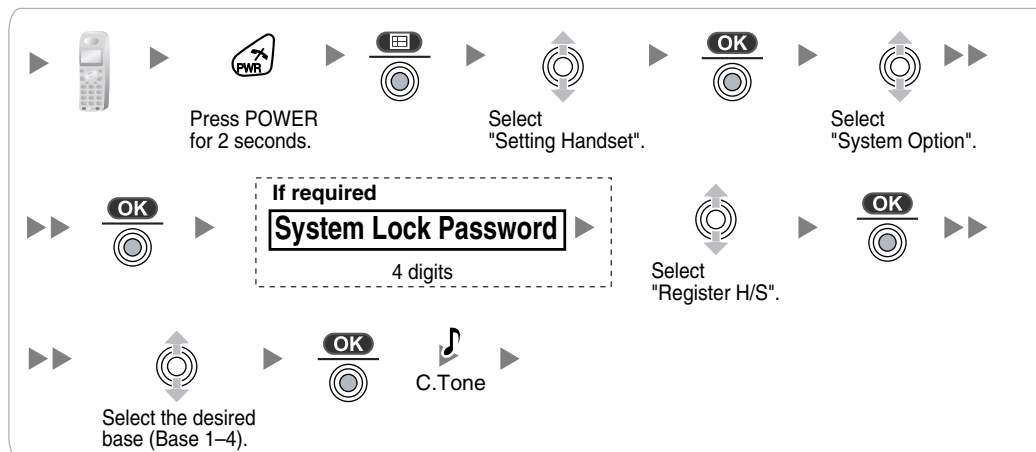 OK
PWR
Press POWER
for 2 seconds.
Select
"Setting Handset".
Select
"System Option".
OK
If required
System Lock Password
4 digits
OK
Select
"Register H/S".
OK
C.Tone
Select the desired
base (Base 1–4).